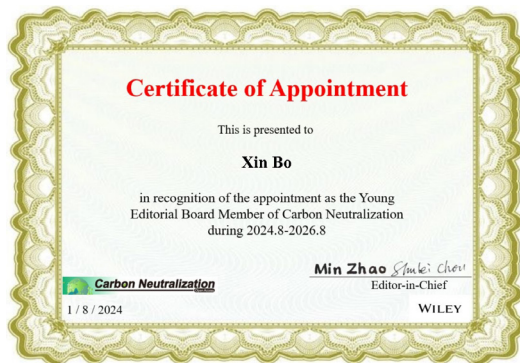 Certificate of Appointment
This is presented to
Xin Bo
in recognition of the appointment as the Young
Editorial Board Member of Carbon Neutralization
during 2024.8-2026.8
Min Zhao Shulei Chou
Editor-in-Chief
Carbon Neutralization
1 / 8 / 2024
WILEY